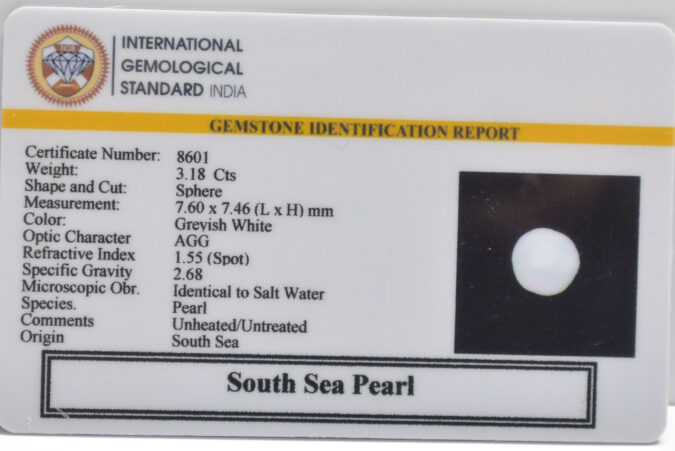 IGS
INTERNATIONAL
GEMOLOGICAL
STANDARD INDIA
GEMSTONE IDENTIFICATION REPORT
Certificate Number: 8601
Weight: 3.18 Cts
Shape and Cut: Sphere
Measurement: 7.60 x 7.46 (L x H) mm
Color: Greyish White
Optic Character AGG
Refractive Index 1.55 (Spot)
Specific Gravity 2.68
Microscopic Obr. Identical to Salt Water
Species. Pearl
Comments Unheated/Untreated
Origin South Sea
South Sea Pearl